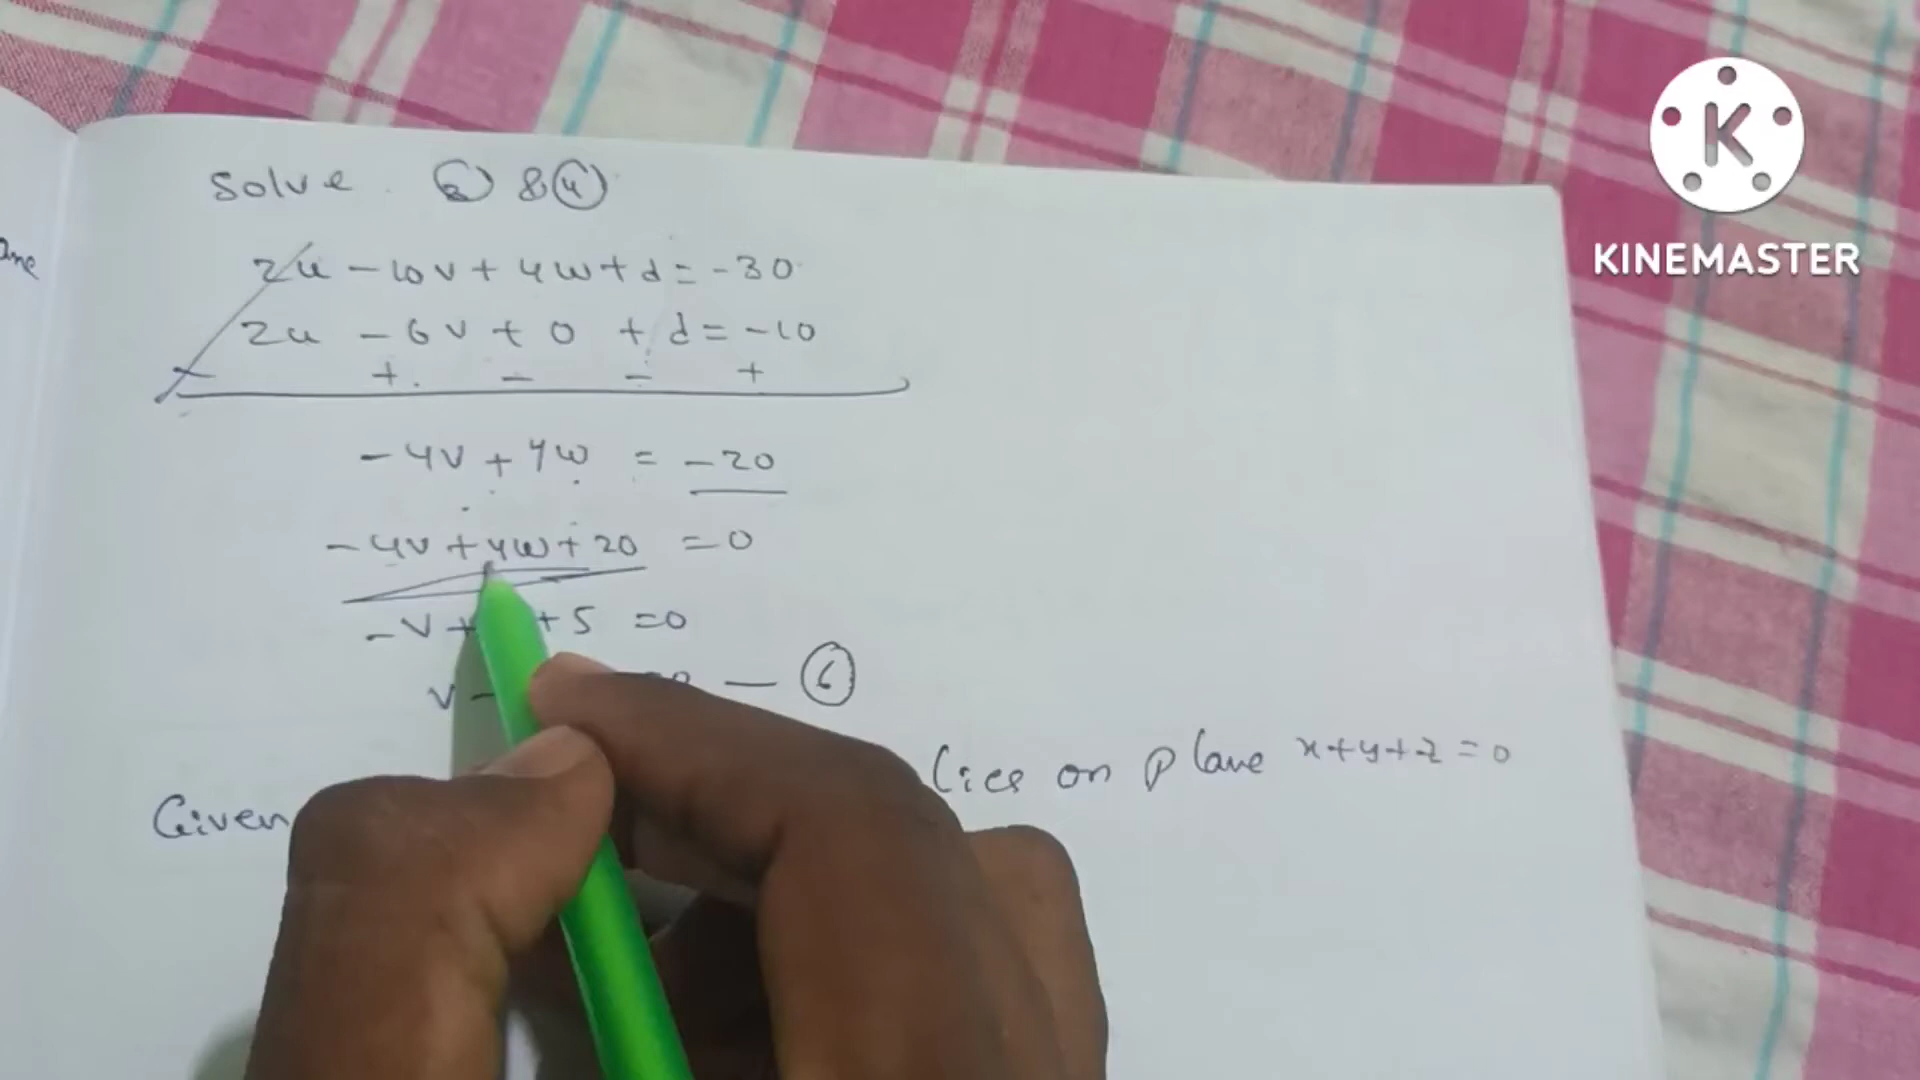 Solve. 3 & 4
2u - 10v + 4w + d = -30
2u - 6v + 0 + d = -10
- + - - +
-4v + 4w = -20
-4v + 4w + 20 = 0
-v + + 5 = 0
v - — 6
Given lies on plane x+y+z=0
K
KINEMASTER